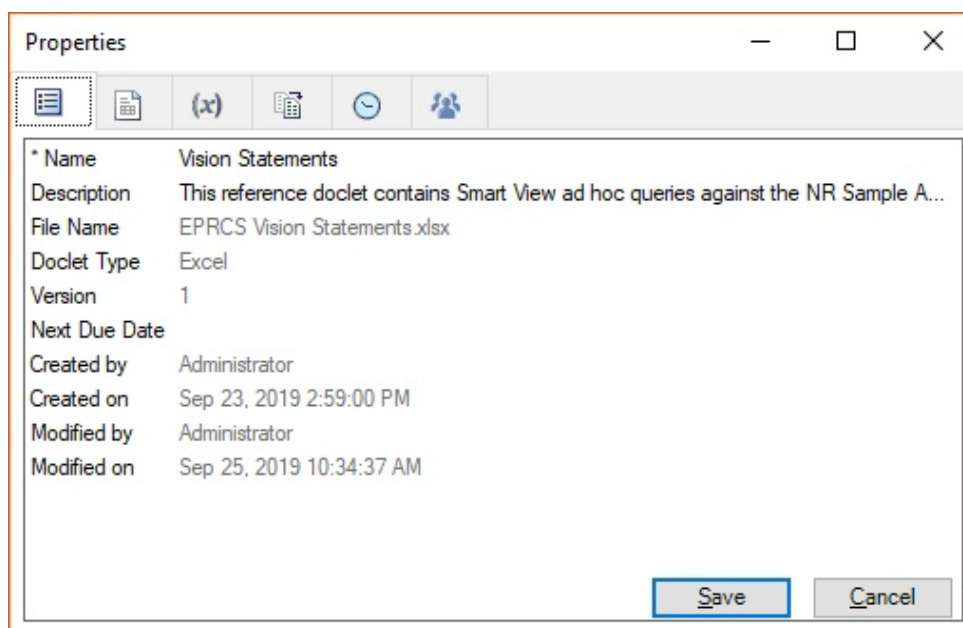 Properties
(x)
* Name Vision Statements
Description This reference doclet contains Smart View ad hoc queries against the NR Sample A...
File Name EPRCS Vision Statements.xlsx
Doclet Type Excel
Version 1
Next Due Date
Created by Administrator
Created on Sep 23, 2019 2:59:00 PM
Modified by Administrator
Modified on Sep 25, 2019 10:34:37 AM
Save Cancel